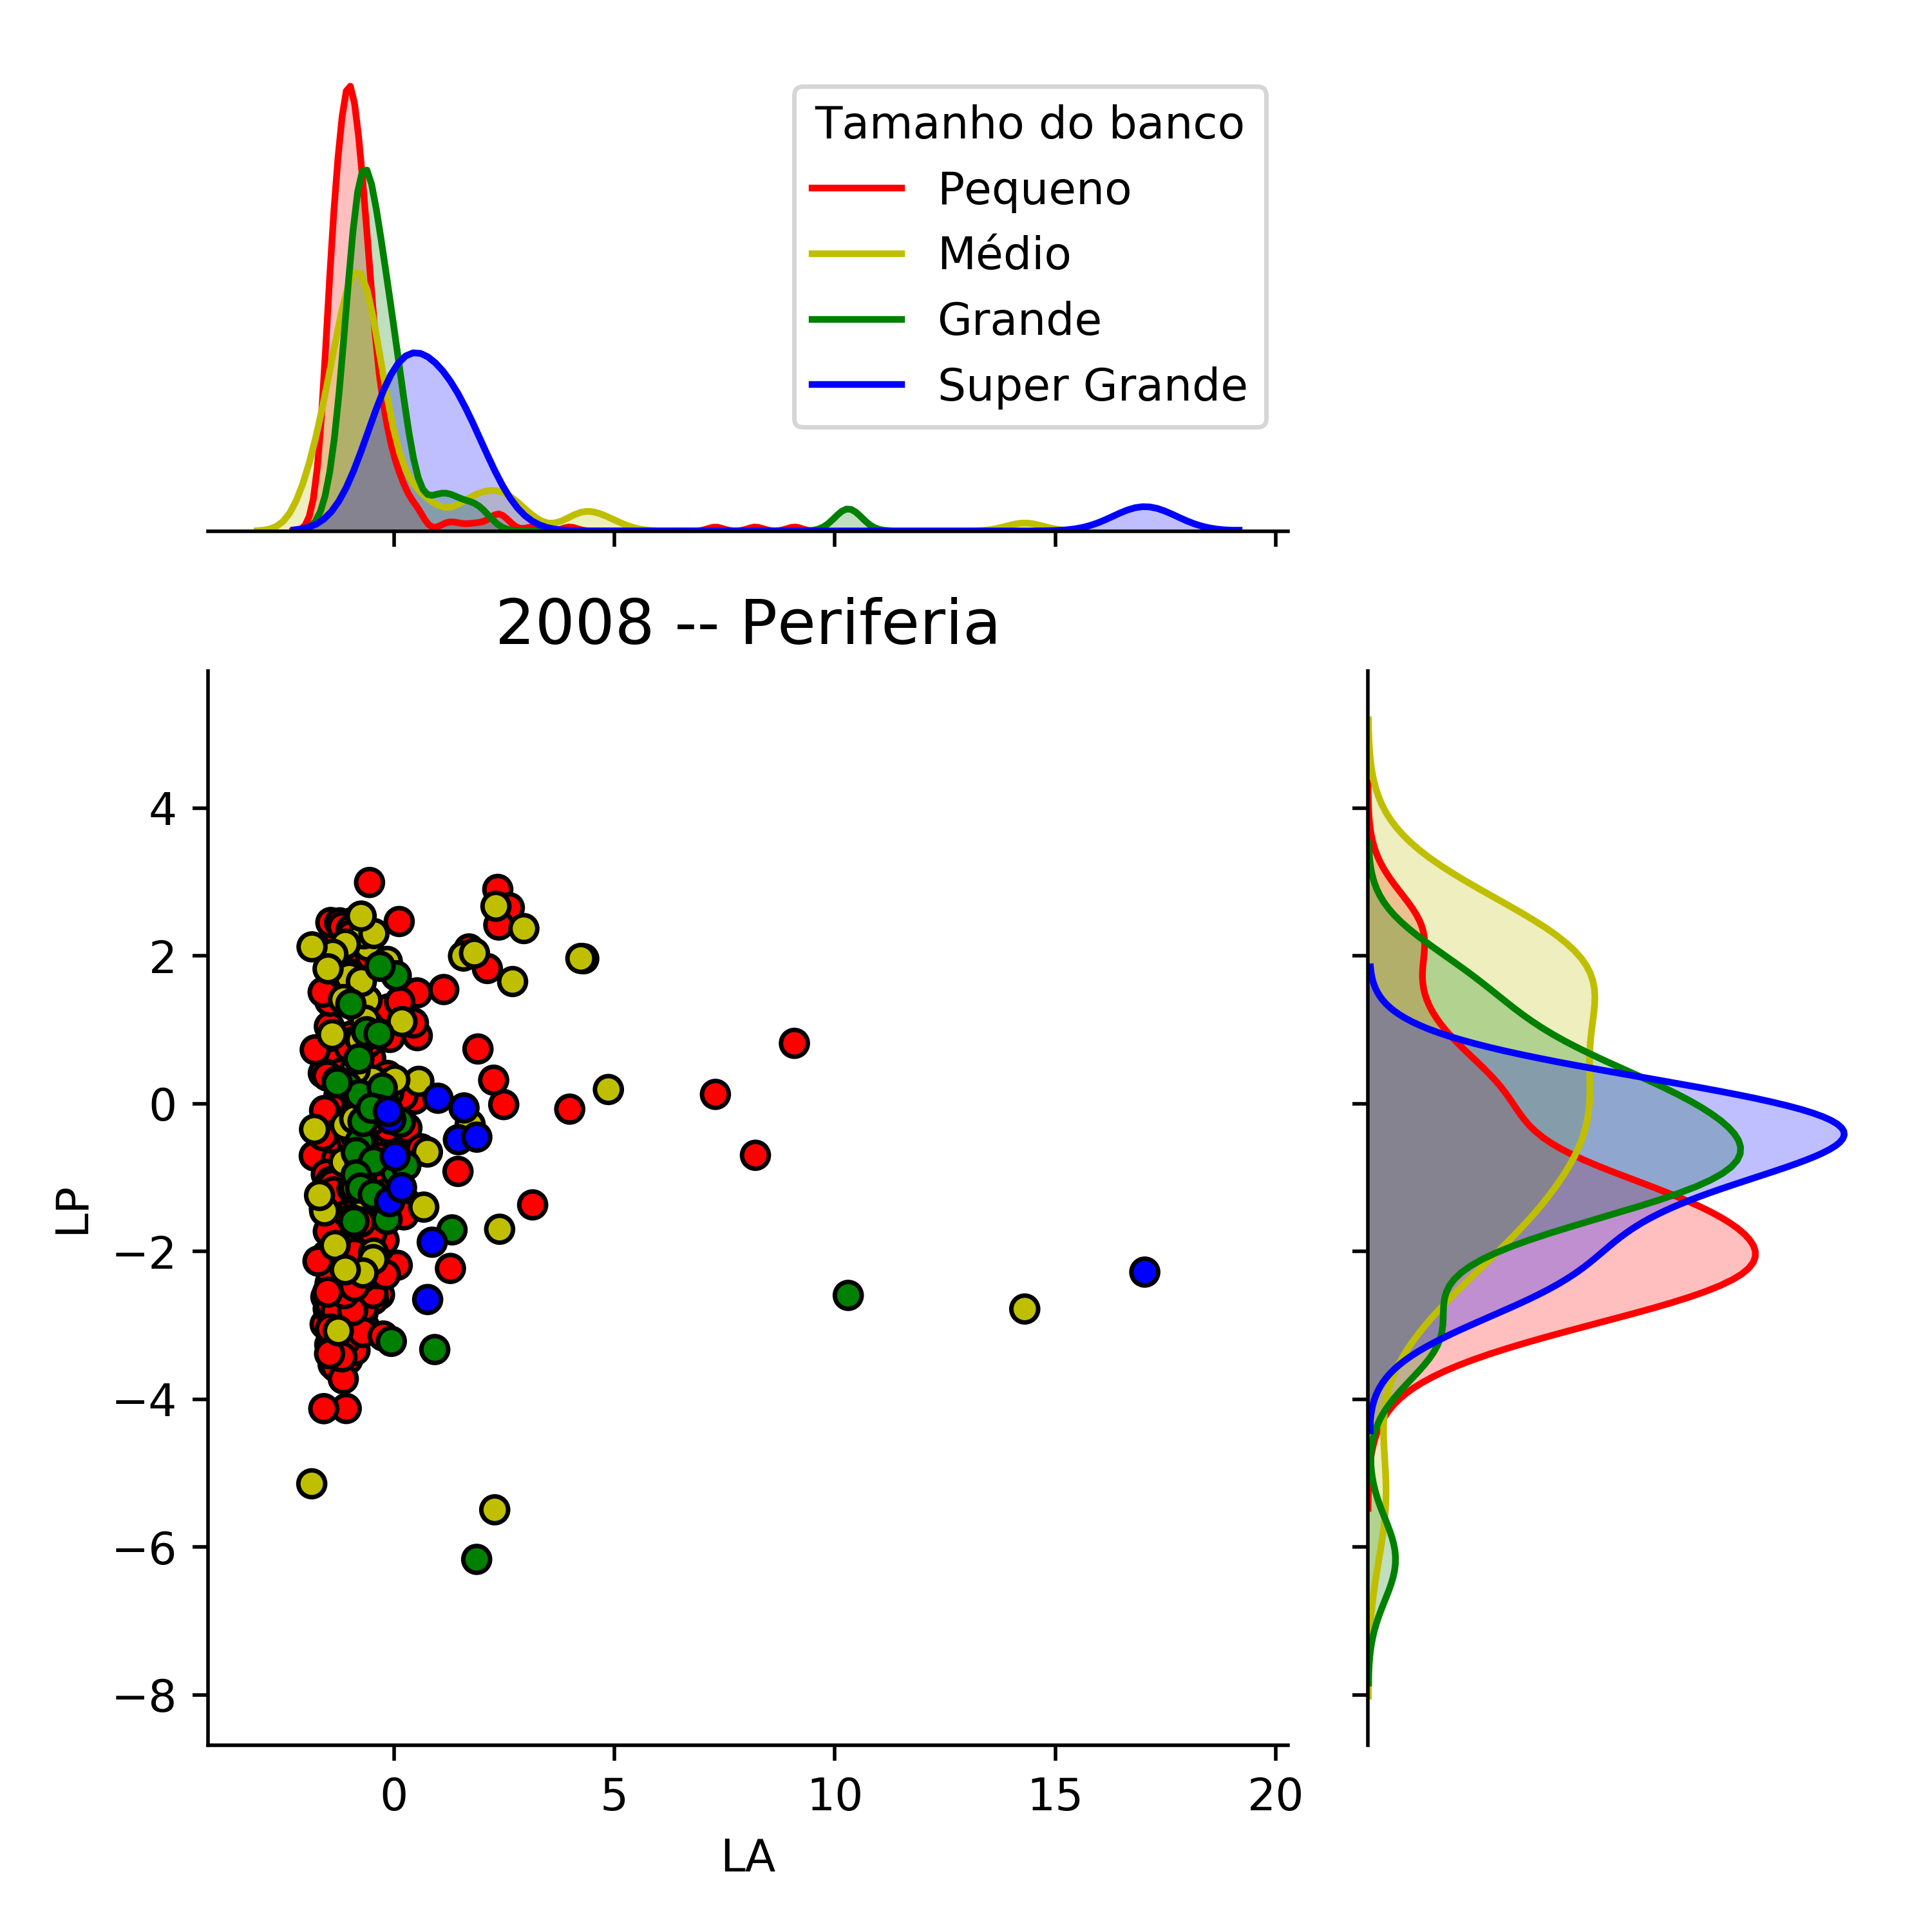 Tamanho do banco
Pequeno
Médio
Grande
Super Grande
2008 -- Periferia
4
2
0
−2
−4
−6
−8
LP
0 5 10 15 20
LA